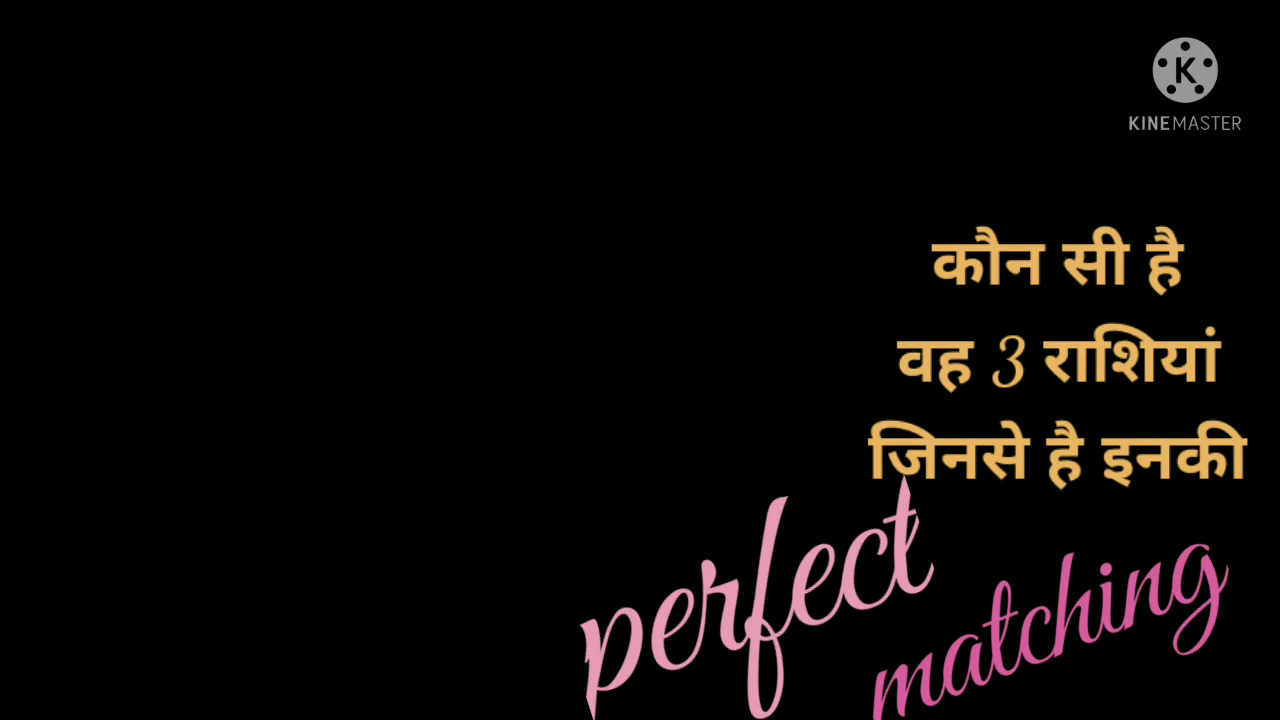 KINEMASTER
कौन सी है
वह 3 राशियां
जिनसे है इनकी
perfect
matching